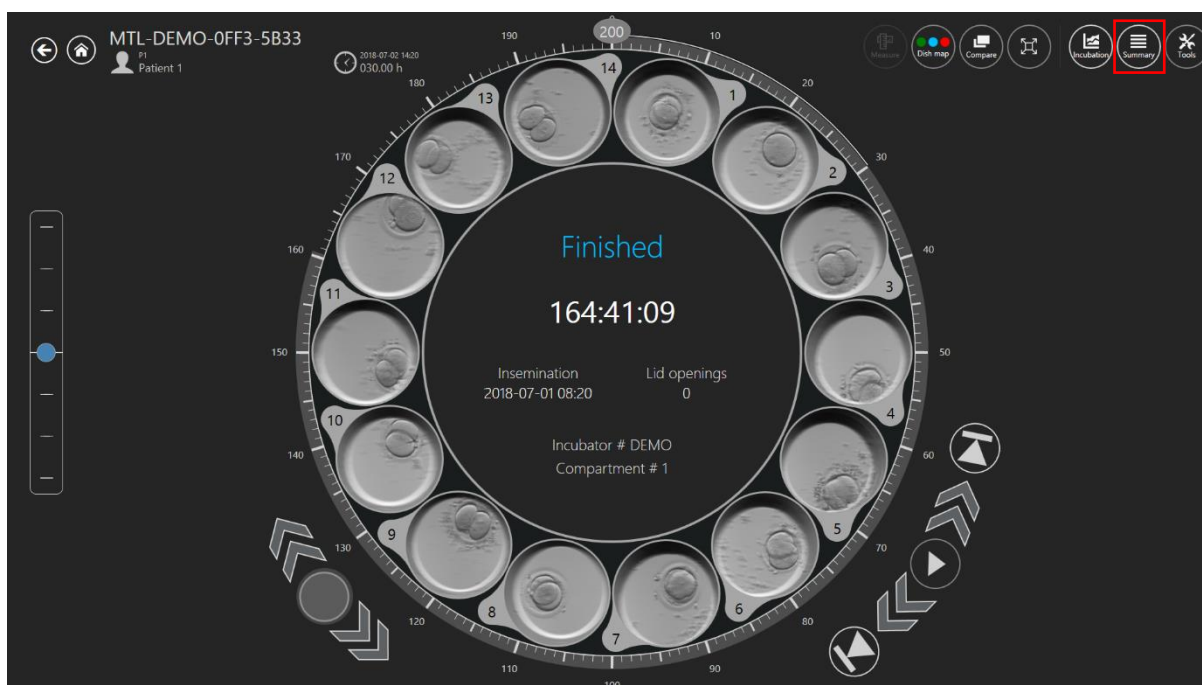 MTL-DEMO-0FF3-5B33
P1
Patient 1
2018-07-02 14:20
030.00 h
Measure
Dish map
Compare
Incubation
Summary
Tools
200
10
20
30
40
50
60
70
80
90
100
110
120
130
140
150
160
170
180
190
1
2
3
4
5
6
7
8
9
10
11
12
13
14
Finished
164:41:09
Insemination
Lid openings
2018-07-01 08:20
0
Incubator # DEMO
Compartment # 1